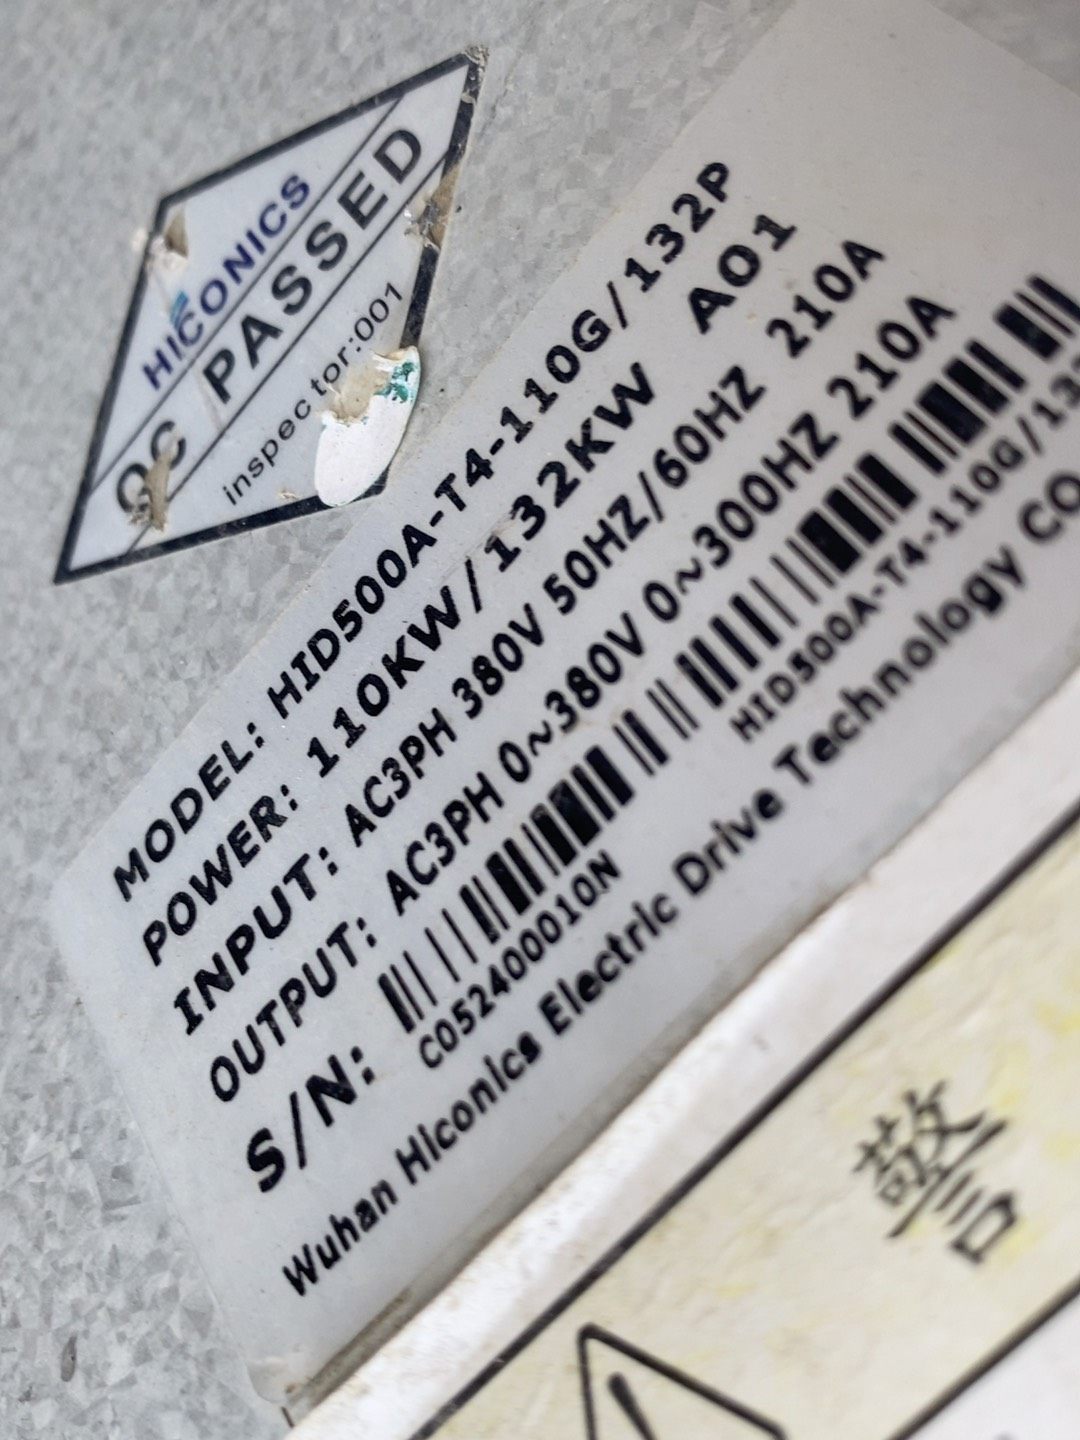 HICONICS
QC PASSED
inspector:001
MODEL: HID500A-T4-110G/132P
POWER: 110KW/132KW A01
INPUT: AC3PH 380V 50HZ/60HZ 210A
OUTPUT: AC3PH 0~380V 0~300HZ 210A
S/N:
C052400010N
HID500A-T4-110G/13
Wuhan Hiconics Electric Drive Technology CO
警